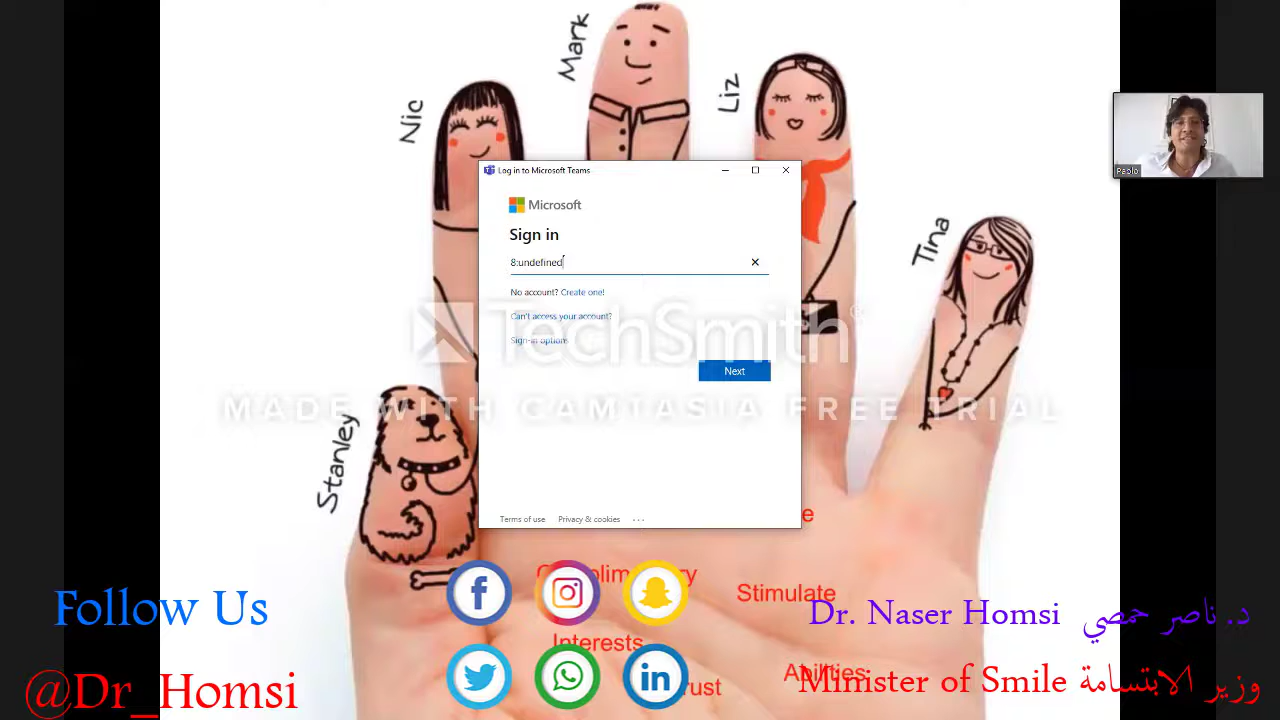 Mark
Liz
Nic
Tina
Stanley
Log in to Microsoft Teams
Microsoft
Sign in
8:undefined
No account? Create one!
Can't access your account?
Sign-in options
Next
Terms of use
Privacy & cookies
...
Paolo
TechSmith®
MADE WITH CAMTASIA FREE TRIAL
Stimulate
Interests
Abilities
Follow Us
@Dr_Homsi
Dr. Naser Homsi د. ناصر حمصي
Minister of Smile وزير الابتسامة